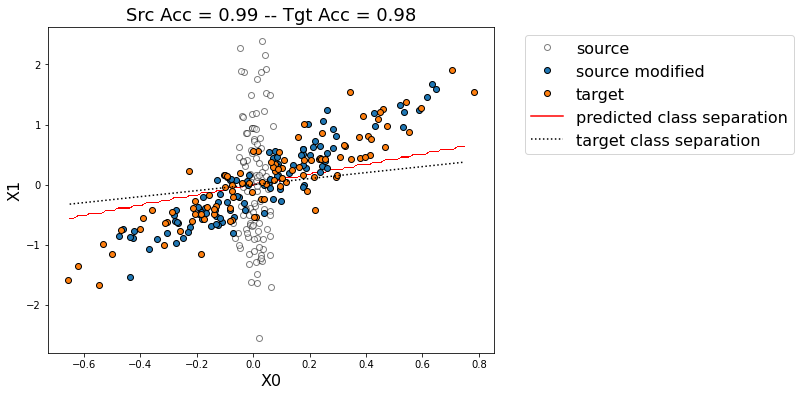 Src Acc = 0.99 -- Tgt Acc = 0.98
source
source modified
target
predicted class separation
target class separation
X1
2
1
0
−1
−2
−0.6 −0.4 −0.2 0.0 0.2 0.4 0.6 0.8
X0